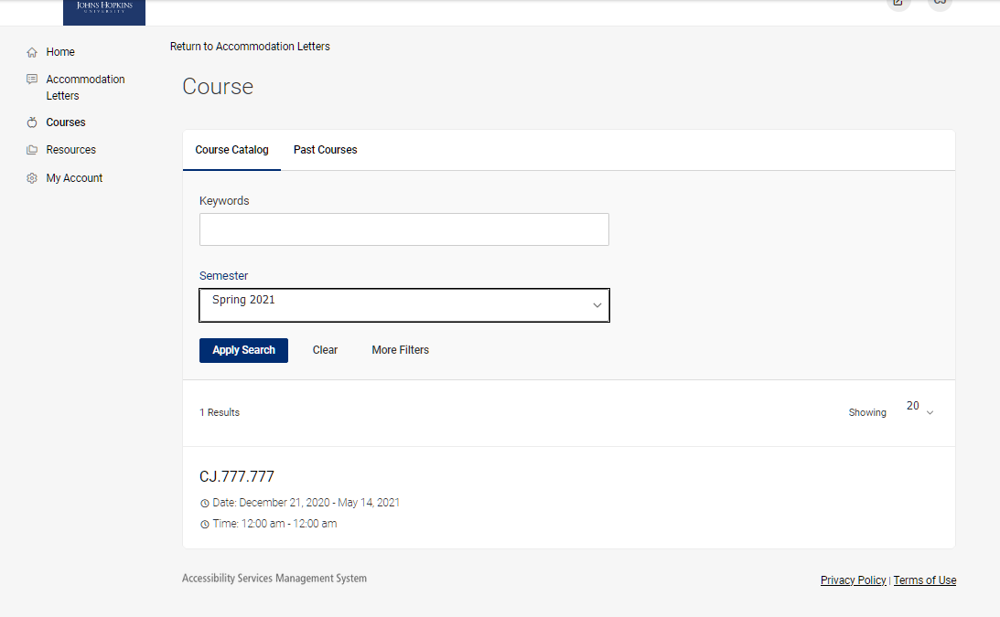 JOHNS HOPKINS
UNIVERSITY
CJ
Home
Accommodation
Letters
Courses
Resources
My Account
Return to Accommodation Letters
Course
Course Catalog
Past Courses
Keywords
Semester
Spring 2021
Apply Search
Clear
More Filters
1 Results
Showing
20
CJ.777.777
Date: December 21, 2020 - May 14, 2021
Time: 12:00 am - 12:00 am
Accessibility Services Management System
Privacy Policy | Terms of Use